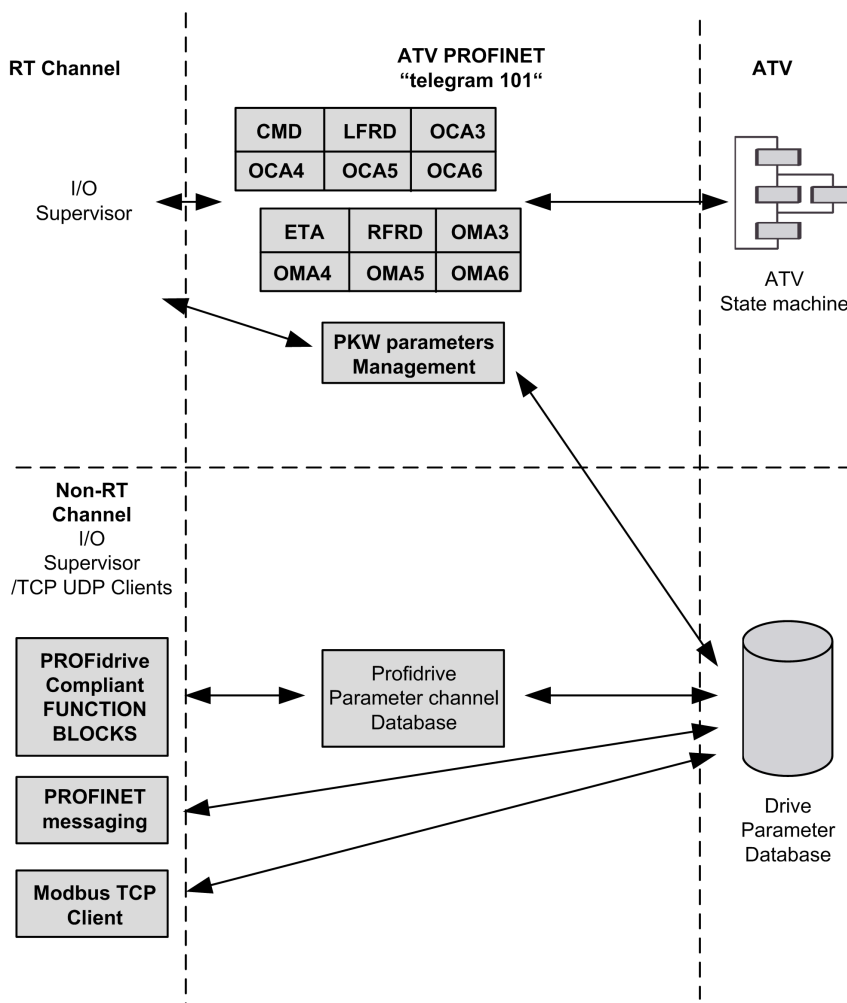 RT Channel
ATV PROFINET
“telegram 101“
ATV
CMD LFRD OCA3
OCA4 OCA5 OCA6
I/O
Supervisor
ETA RFRD OMA3
OMA4 OMA5 OMA6
ATV
State machine
PKW parameters
Management
Non-RT
Channel
I/O
Supervisor
/TCP UDP Clients
PROFidrive
Compliant
FUNCTION
BLOCKS
Profidrive
Parameter channel
Database
PROFINET
messaging
Drive
Parameter
Database
Modbus TCP
Client